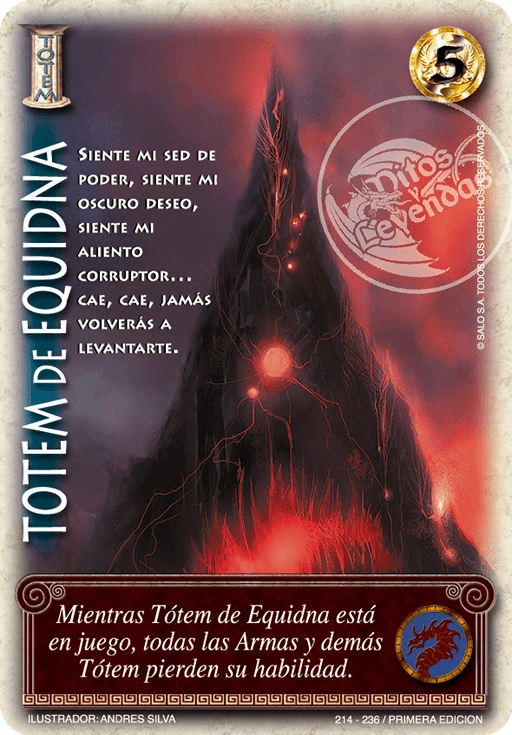 TOTEM
5
TOTEM DE EQUIDNA
SIENTE MI SED DE
PODER, SIENTE MI
OSCURO DESEO,
SIENTE MI
ALIENTO
CORRUPTOR...
CAE, CAE, JAMÁS
VOLVERÁS A
LEVANTARTE.
Mitos
y
Leyendas
© SALO S.A. TODOS LOS DERECHOS RESERVADOS
Mientras Tótem de Equidna está
en juego, todas las Armas y demás
Tótem pierden su habilidad.
ILUSTRADOR: ANDRES SILVA
214 - 236 / PRIMERA EDICION